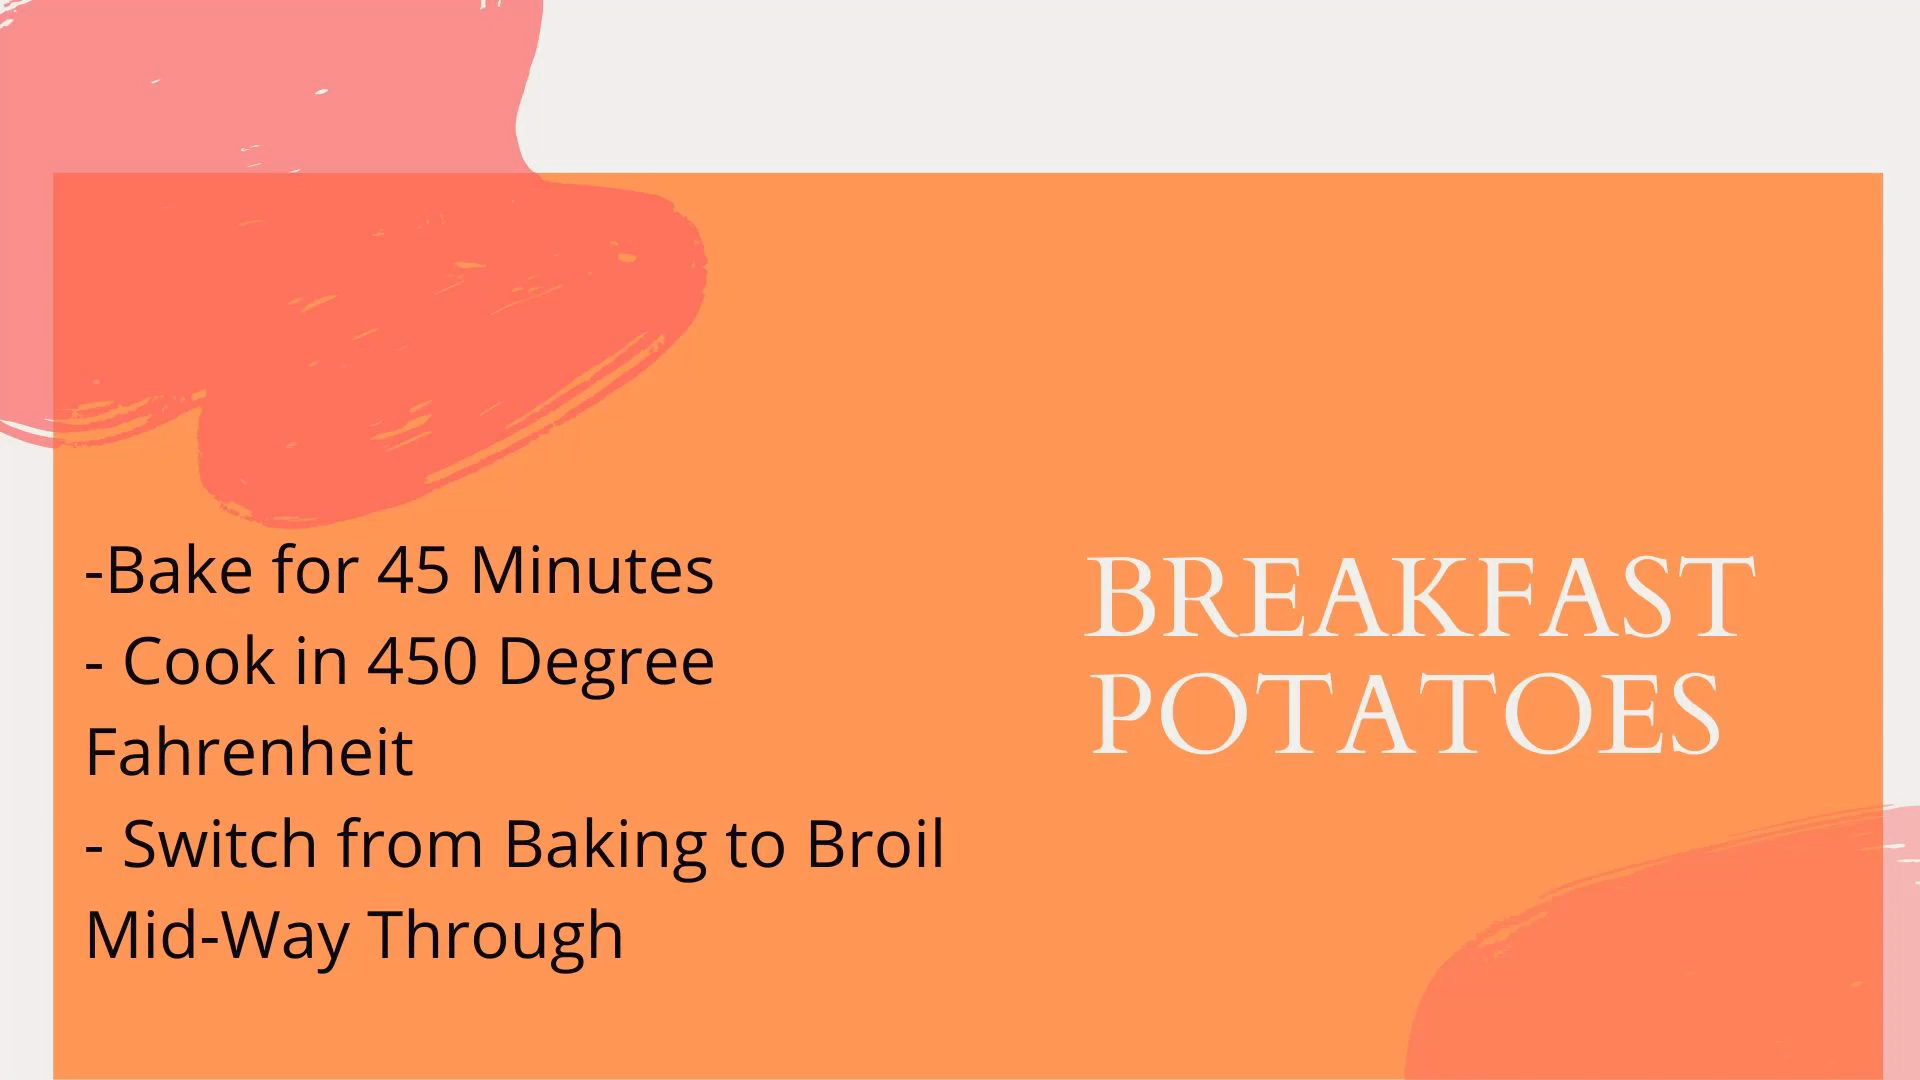 -Bake for 45 Minutes
- Cook in 450 Degree
Fahrenheit
- Switch from Baking to Broil
Mid-Way Through
BREAKFAST
POTATOES